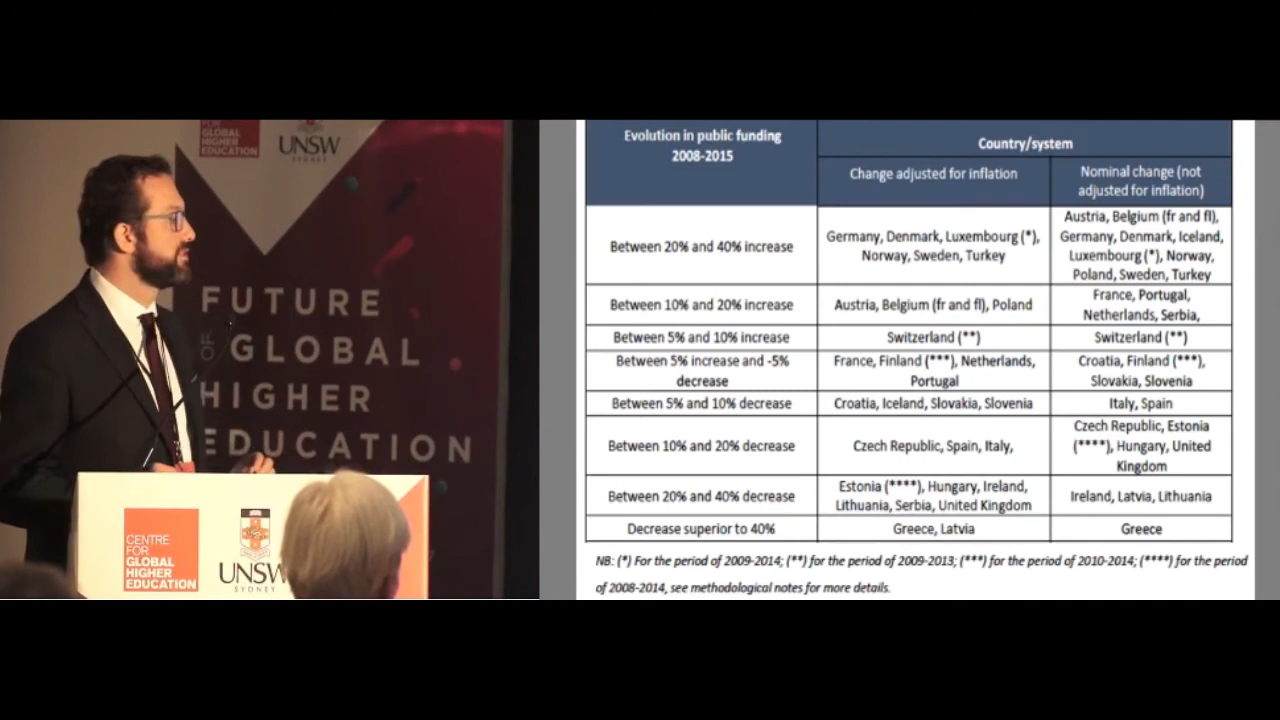 FOR
GLOBAL
HIGHER
EDUCATION
UNSW
SYDNEY
FUTURE
OF GLOBAL
HIGHER
EDUCATION
CENTRE
FOR
GLOBAL
HIGHER
EDUCATION
UNSW
SYDNEY
Evolution in public funding
2008-2015
Country/system
Change adjusted for inflation
Nominal change (not
adjusted for inflation)
Between 20% and 40% increase
Germany, Denmark, Luxembourg (*),
Norway, Sweden, Turkey
Austria, Belgium (fr and fl),
Germany, Denmark, Iceland,
Luxembourg (*), Norway,
Poland, Sweden, Turkey
Between 10% and 20% increase
Austria, Belgium (fr and fl), Poland
France, Portugal,
Netherlands, Serbia,
Between 5% and 10% increase
Switzerland (**)
Switzerland (**)
Between 5% increase and -5%
decrease
France, Finland (***), Netherlands,
Portugal
Croatia, Finland (***),
Slovakia, Slovenia
Between 5% and 10% decrease
Croatia, Iceland, Slovakia, Slovenia
Italy, Spain
Between 10% and 20% decrease
Czech Republic, Spain, Italy,
Czech Republic, Estonia
(****), Hungary, United
Kingdom
Between 20% and 40% decrease
Estonia (****), Hungary, Ireland,
Lithuania, Serbia, United Kingdom
Ireland, Latvia, Lithuania
Decrease superior to 40%
Greece, Latvia
Greece
NB: (*) For the period of 2009-2014; (**) for the period of 2009-2013; (***) for the period of 2010-2014; (****) for the period
of 2008-2014, see methodological notes for more details.